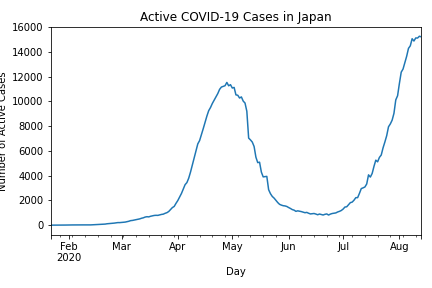 Active COVID-19 Cases in Japan
16000
14000
12000
10000
8000
6000
4000
2000
0
Number of Active Cases
Feb Mar Apr May Jun Jul Aug
2020
Day